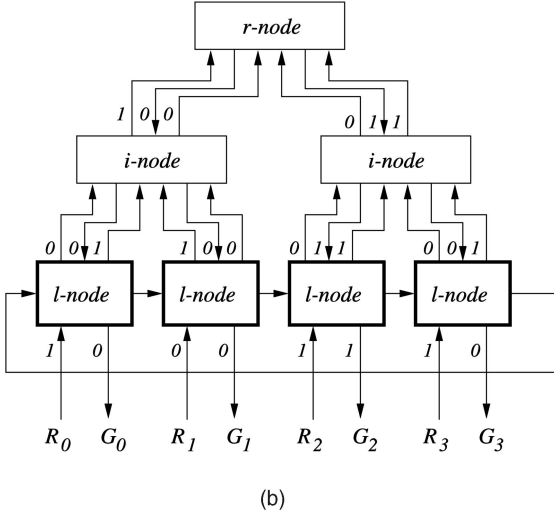 r-node
1 0 0 0 1 1
i-node i-node
0 0 1 1 0 0 0 1 1 0 0 1
l-node l-node l-node l-node
1 0 0 0 1 1 1 0
R0 G0 R1 G1 R2 G2 R3 G3
(b)